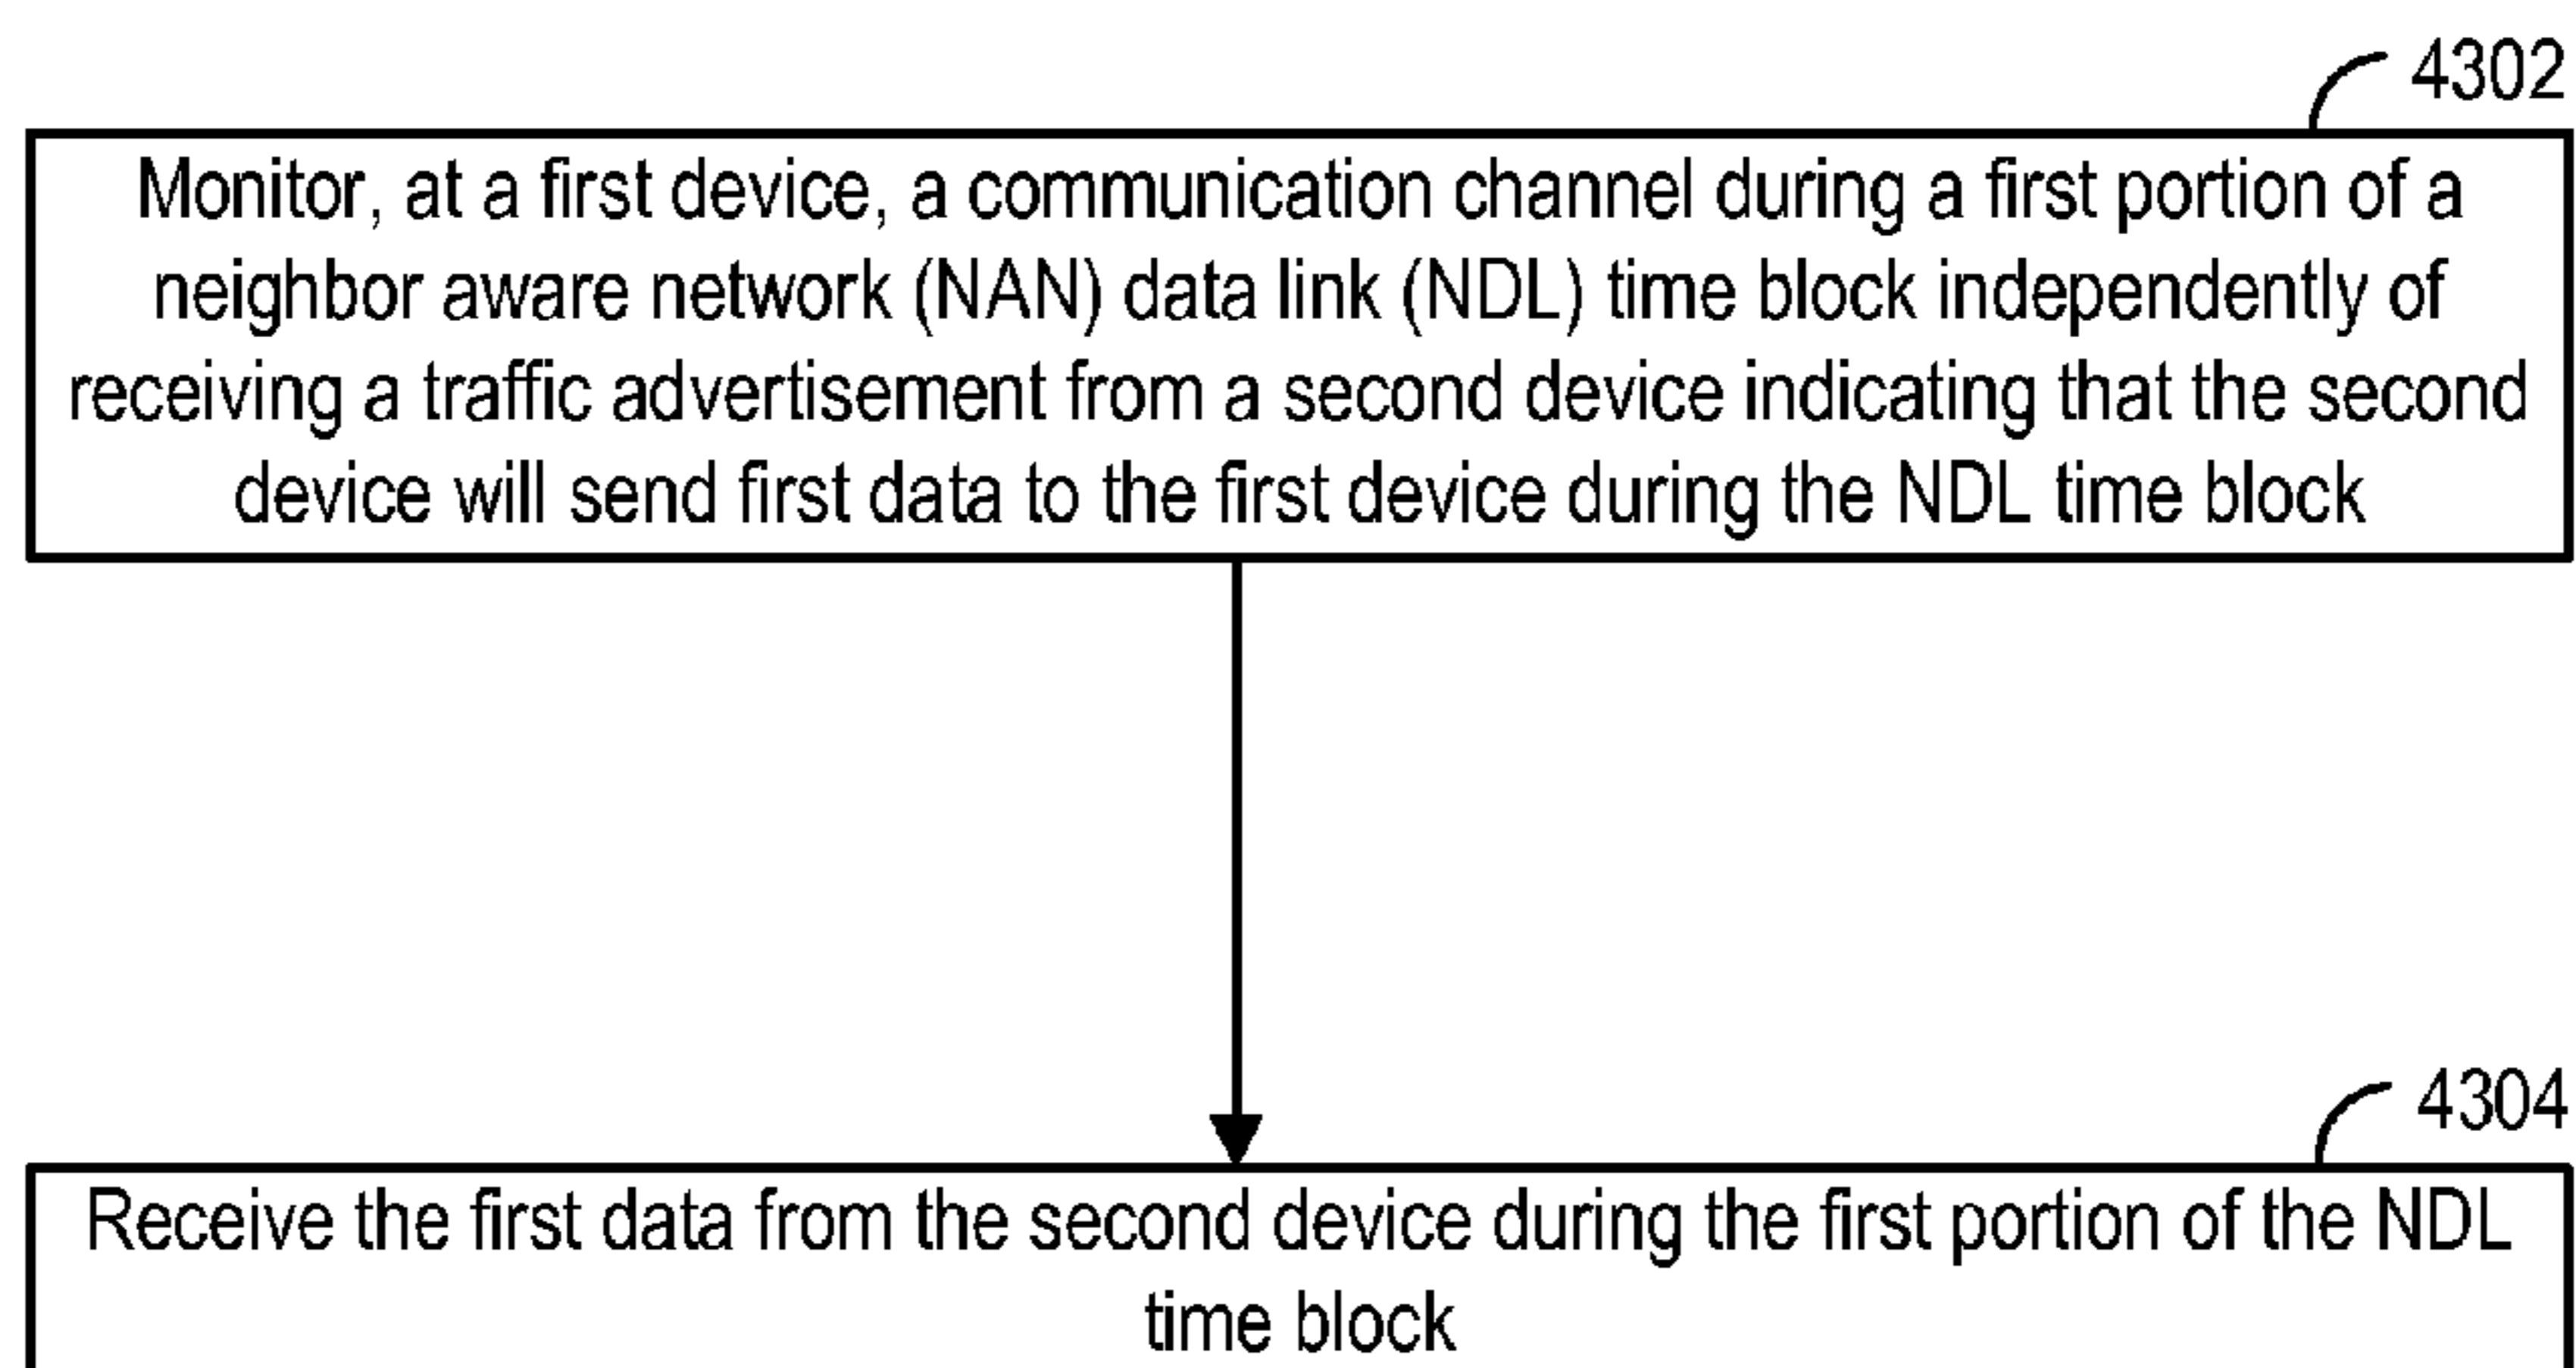 4302
Monitor, at a first device, a communication channel during a first portion of a
neighbor aware network (NAN) data link (NDL) time block independently of
receiving a traffic advertisement from a second device indicating that the second
device will send first data to the first device during the NDL time block
4304
Receive the first data from the second device during the first portion of the NDL
time block